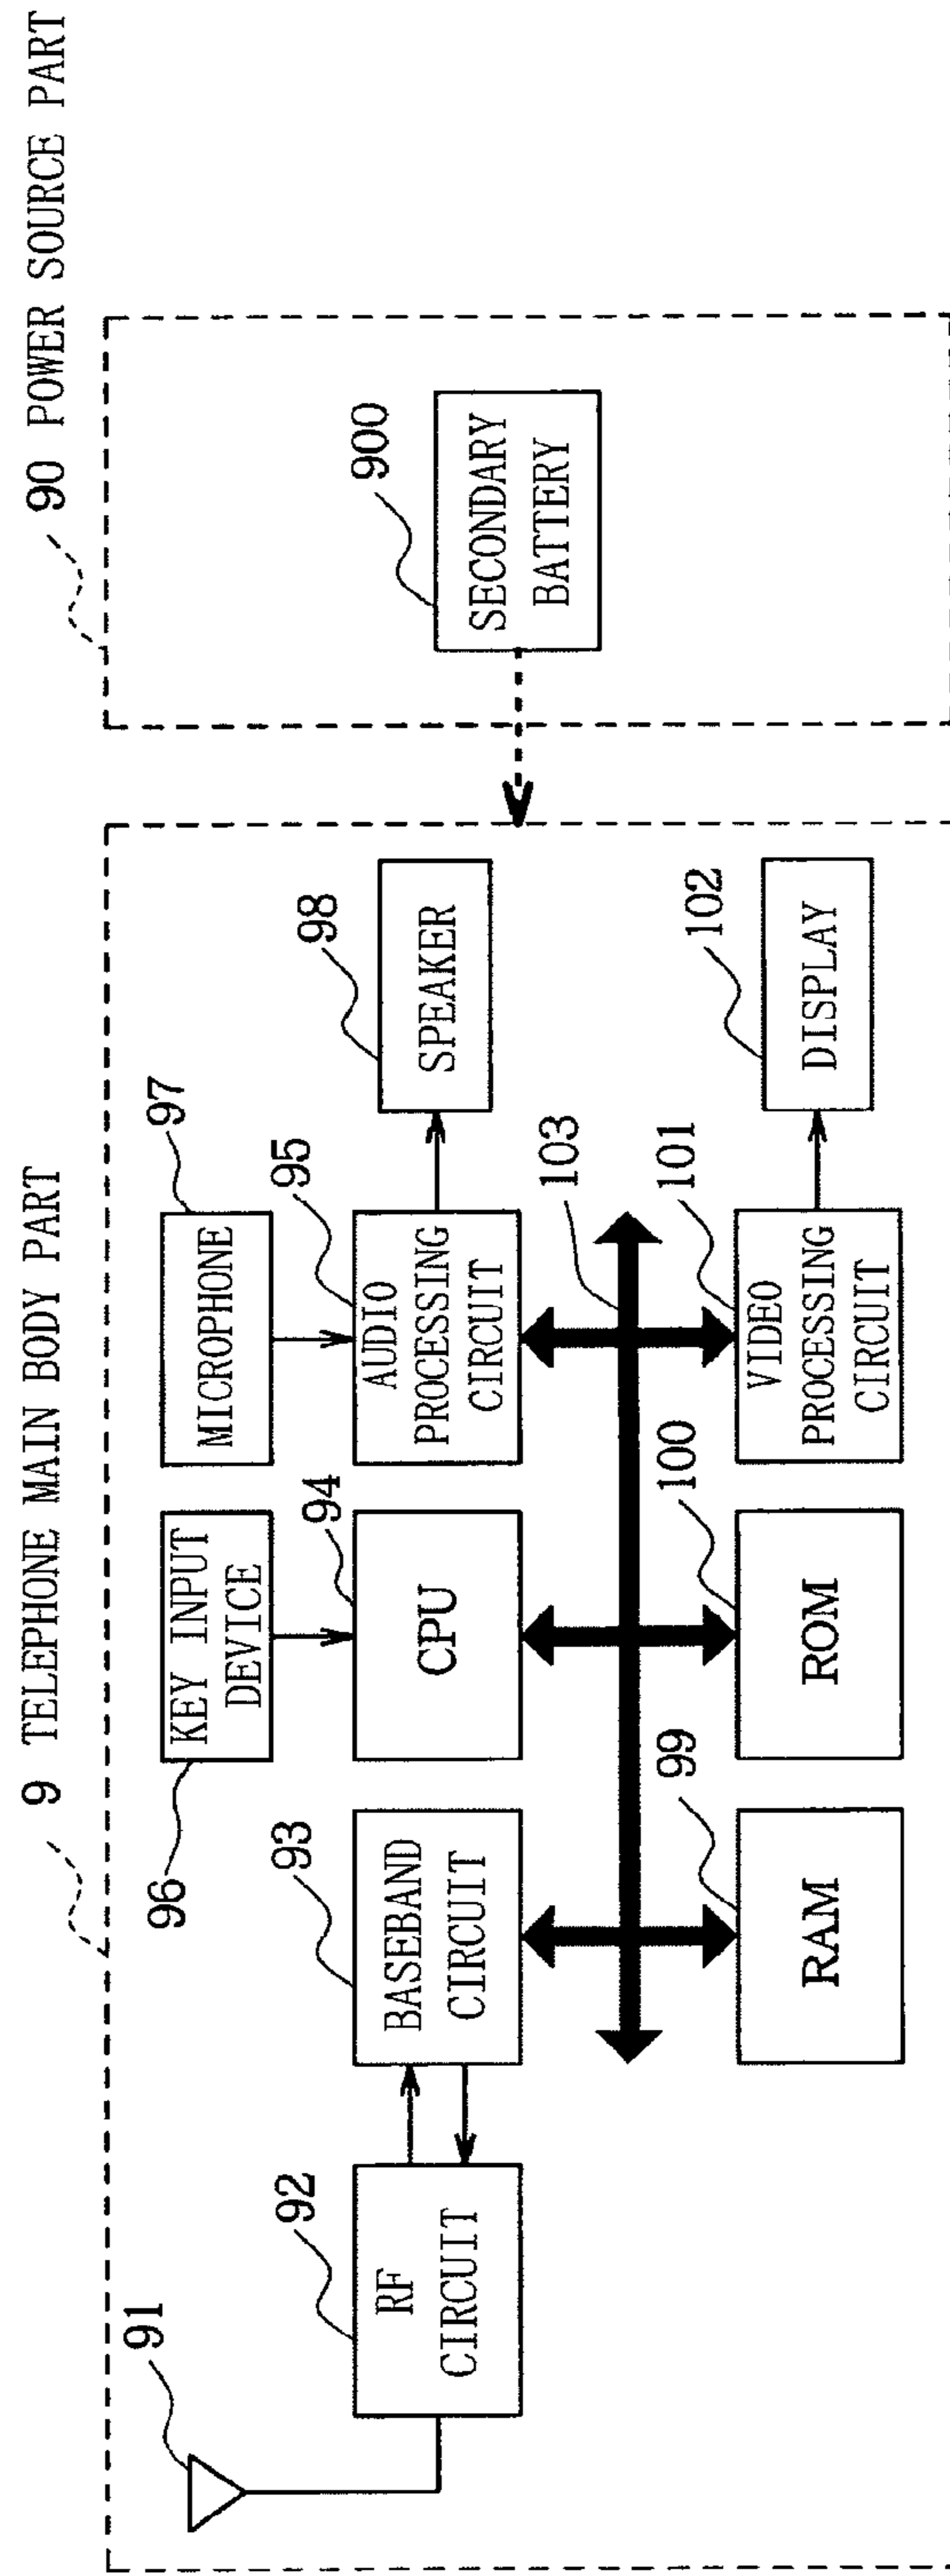 9 TELEPHONE MAIN BODY PART
90 POWER SOURCE PART
91
92
RF
CIRCUIT
93
BASEBAND
CIRCUIT
96
KEY INPUT
DEVICE
94
CPU
97
MICROPHONE
95
AUDIO
PROCESSING
CIRCUIT
98
SPEAKER
103
99
RAM
100
ROM
101
VIDEO
PROCESSING
CIRCUIT
102
DISPLAY
900
SECONDARY
BATTERY